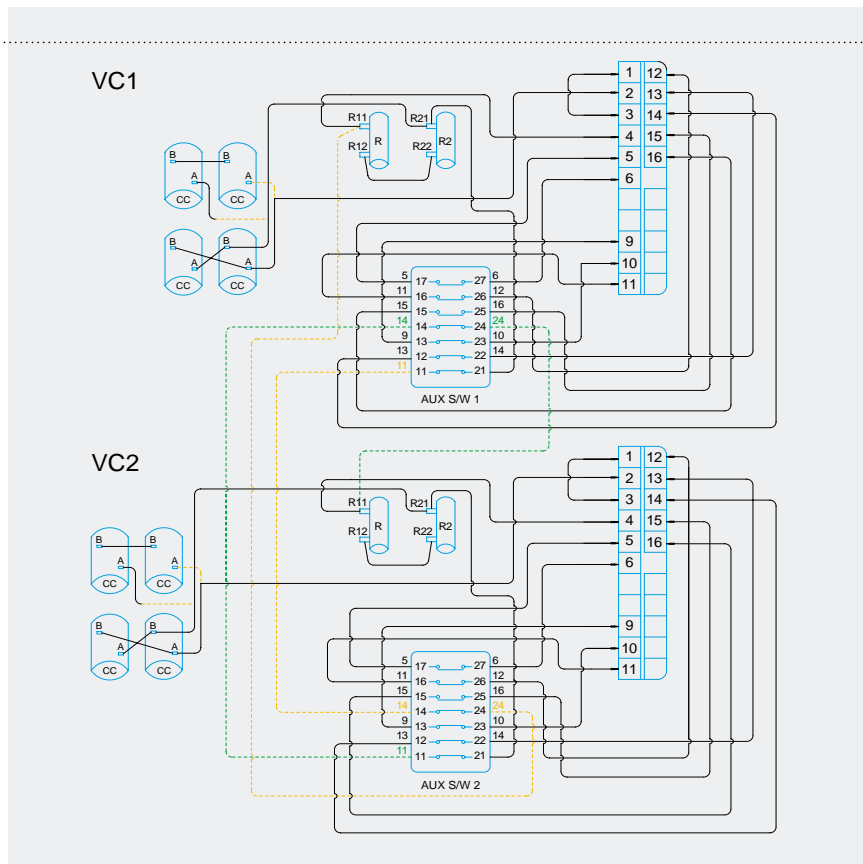 VC1
R11 R21
R R2
R12 R22
B B
A A
CC CC
B B
A A
CC CC
1 12
2 13
3 14
4 15
5 16
6
9
10
11
5 17 27 6
11 16 26 12
15 15 25 16
14 14 24 24
9 13 23 10
13 12 22 14
11 11 21
AUX S/W 1
VC2
R11 R21
R R2
R12 R22
B B
A A
CC CC
B B
A A
CC CC
1 12
2 13
3 14
4 15
5 16
6
9
10
11
5 17 27 6
11 16 26 12
15 15 25 16
14 14 24 24
9 13 23 10
13 12 22 14
11 11 21
AUX S/W 2